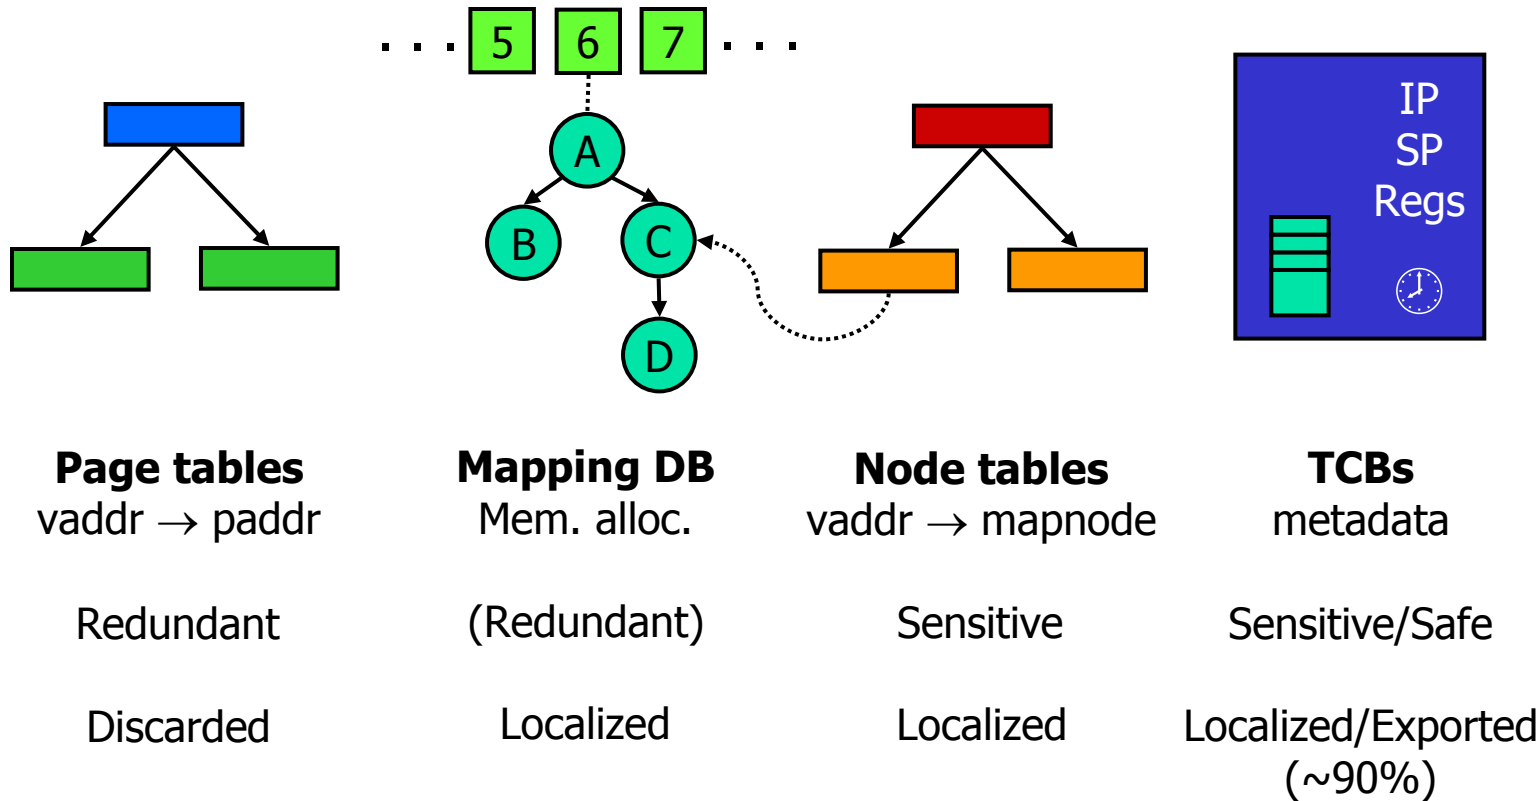 · · · 5 6 7 · · ·
A
B
C
D
IP
SP
Regs
Page tables
vaddr → paddr
Redundant
Discarded
Mapping DB
Mem. alloc.
(Redundant)
Localized
Node tables
vaddr → mapnode
Sensitive
Localized
TCBs
metadata
Sensitive/Safe
Localized/Exported
(~90%)